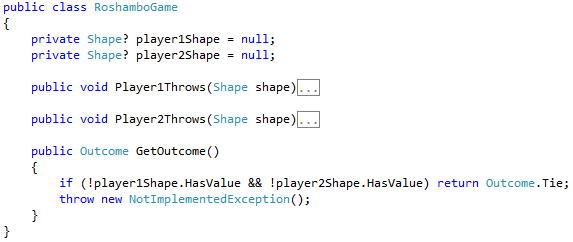 public class RoshamboGame
{
    private Shape? player1Shape = null;
    private Shape? player2Shape = null;
    public void Player1Throws(Shape shape)...
    public void Player2Throws(Shape shape)...
    public Outcome GetOutcome()
    {
        if (!player1Shape.HasValue && !player2Shape.HasValue) return Outcome.Tie;
        throw new NotImplementedException();
    }
}